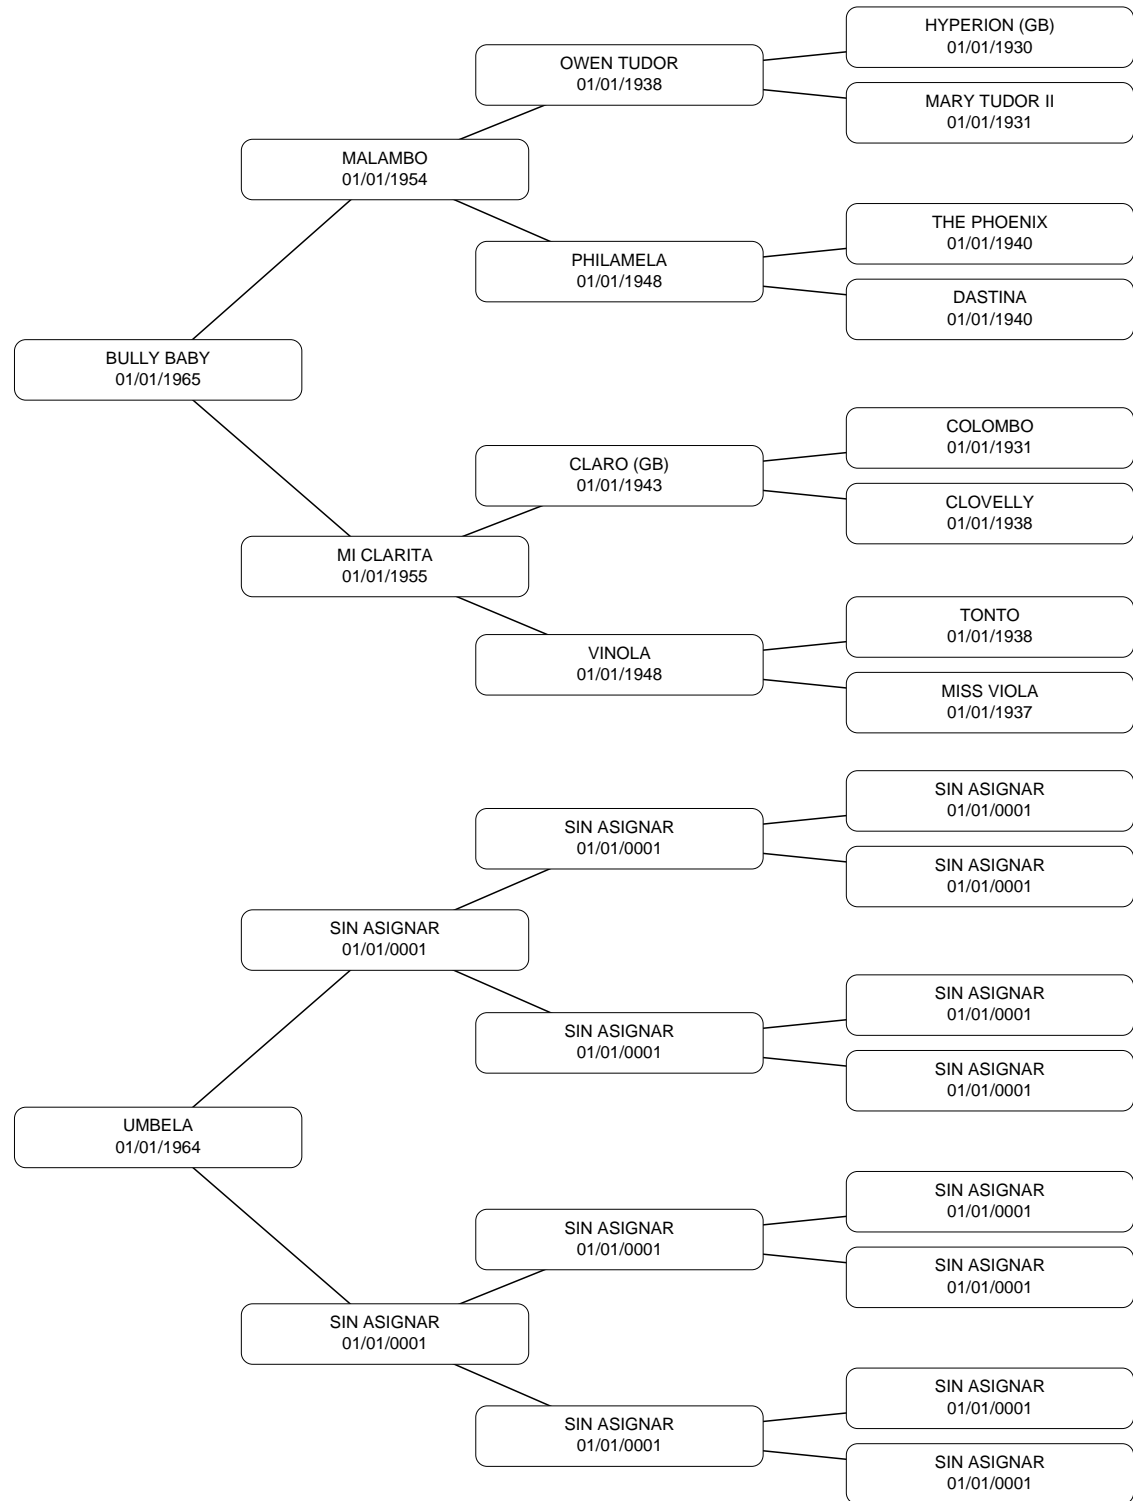 HYPERION (GB)
01/01/1930
OWEN TUDOR
01/01/1938
MARY TUDOR II
01/01/1931
MALAMBO
01/01/1954
THE PHOENIX
01/01/1940
PHILAMELA
01/01/1948
DASTINA
01/01/1940
BULLY BABY
01/01/1965
COLOMBO
01/01/1931
CLARO (GB)
01/01/1943
CLOVELLY
01/01/1938
MI CLARITA
01/01/1955
TONTO
01/01/1938
VINOLA
01/01/1948
MISS VIOLA
01/01/1937
SIN ASIGNAR
01/01/0001
SIN ASIGNAR
01/01/0001
SIN ASIGNAR
01/01/0001
SIN ASIGNAR
01/01/0001
SIN ASIGNAR
01/01/0001
SIN ASIGNAR
01/01/0001
SIN ASIGNAR
01/01/0001
UMBELA
01/01/1964
SIN ASIGNAR
01/01/0001
SIN ASIGNAR
01/01/0001
SIN ASIGNAR
01/01/0001
SIN ASIGNAR
01/01/0001
SIN ASIGNAR
01/01/0001
SIN ASIGNAR
01/01/0001
SIN ASIGNAR
01/01/0001